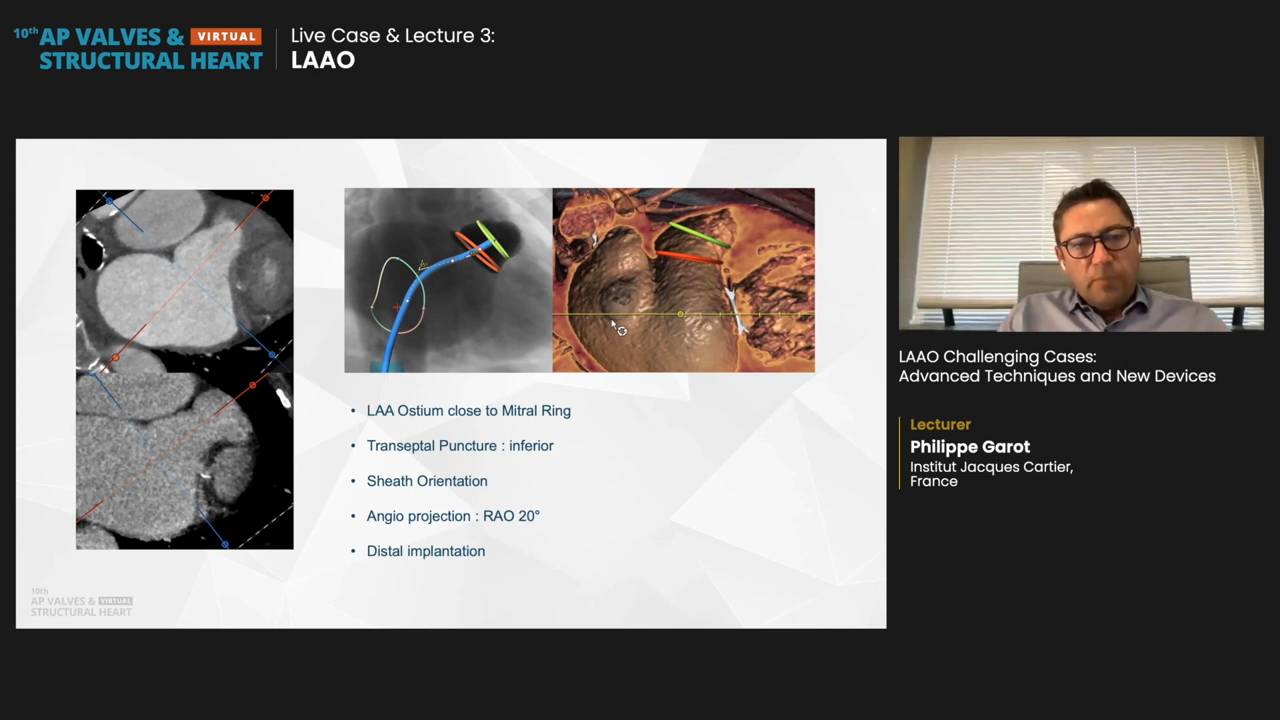 10th AP VALVES & VIRTUAL
STRUCTURAL HEART
Live Case & Lecture 3:
LAAO
• LAA Ostium close to Mitral Ring
• Transeptal Puncture : inferior
• Sheath Orientation
• Angio projection : RAO 20°
• Distal implantation
10th
AP VALVES & VIRTUAL
STRUCTURAL HEART
LAAO Challenging Cases:
Advanced Techniques and New Devices
Lecturer
Philippe Garot
Institut Jacques Cartier,
France